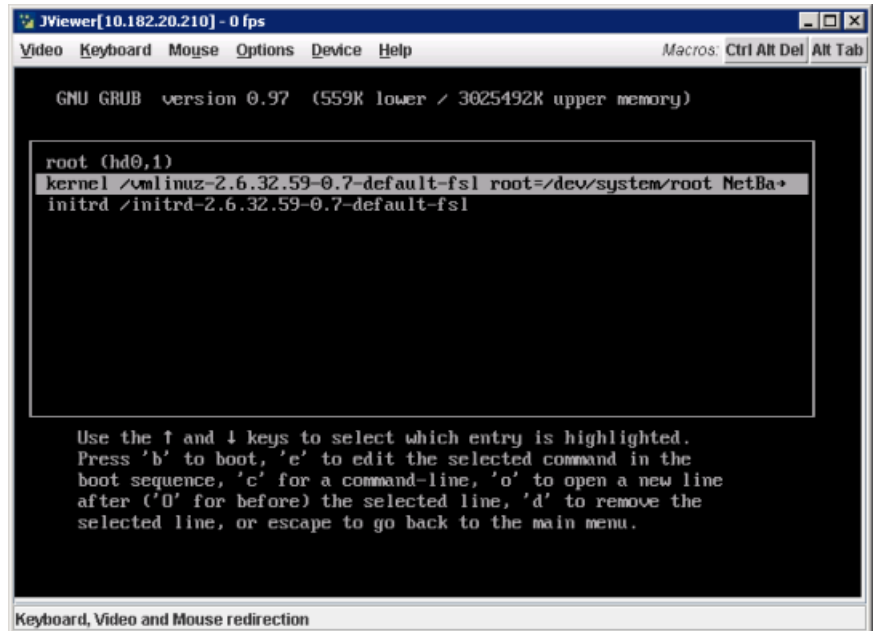 JViewer[10.182.20.210] - 0 fps
Video Keyboard Mouse Options Device Help Macros: Ctrl Alt Del Alt Tab
GNU GRUB version 0.97 (559K lower / 3025492K upper memory)
root (hd0,1)
kernel /vmlinuz-2.6.32.59-0.7-default-fsl root=/dev/system/root NetBa→
initrd /initrd-2.6.32.59-0.7-default-fsl
Use the ↑ and ↓ keys to select which entry is highlighted.
Press 'b' to boot, 'e' to edit the selected command in the
boot sequence, 'c' for a command-line, 'o' to open a new line
after ('O' for before) the selected line, 'd' to remove the
selected line, or escape to go back to the main menu.
Keyboard, Video and Mouse redirection